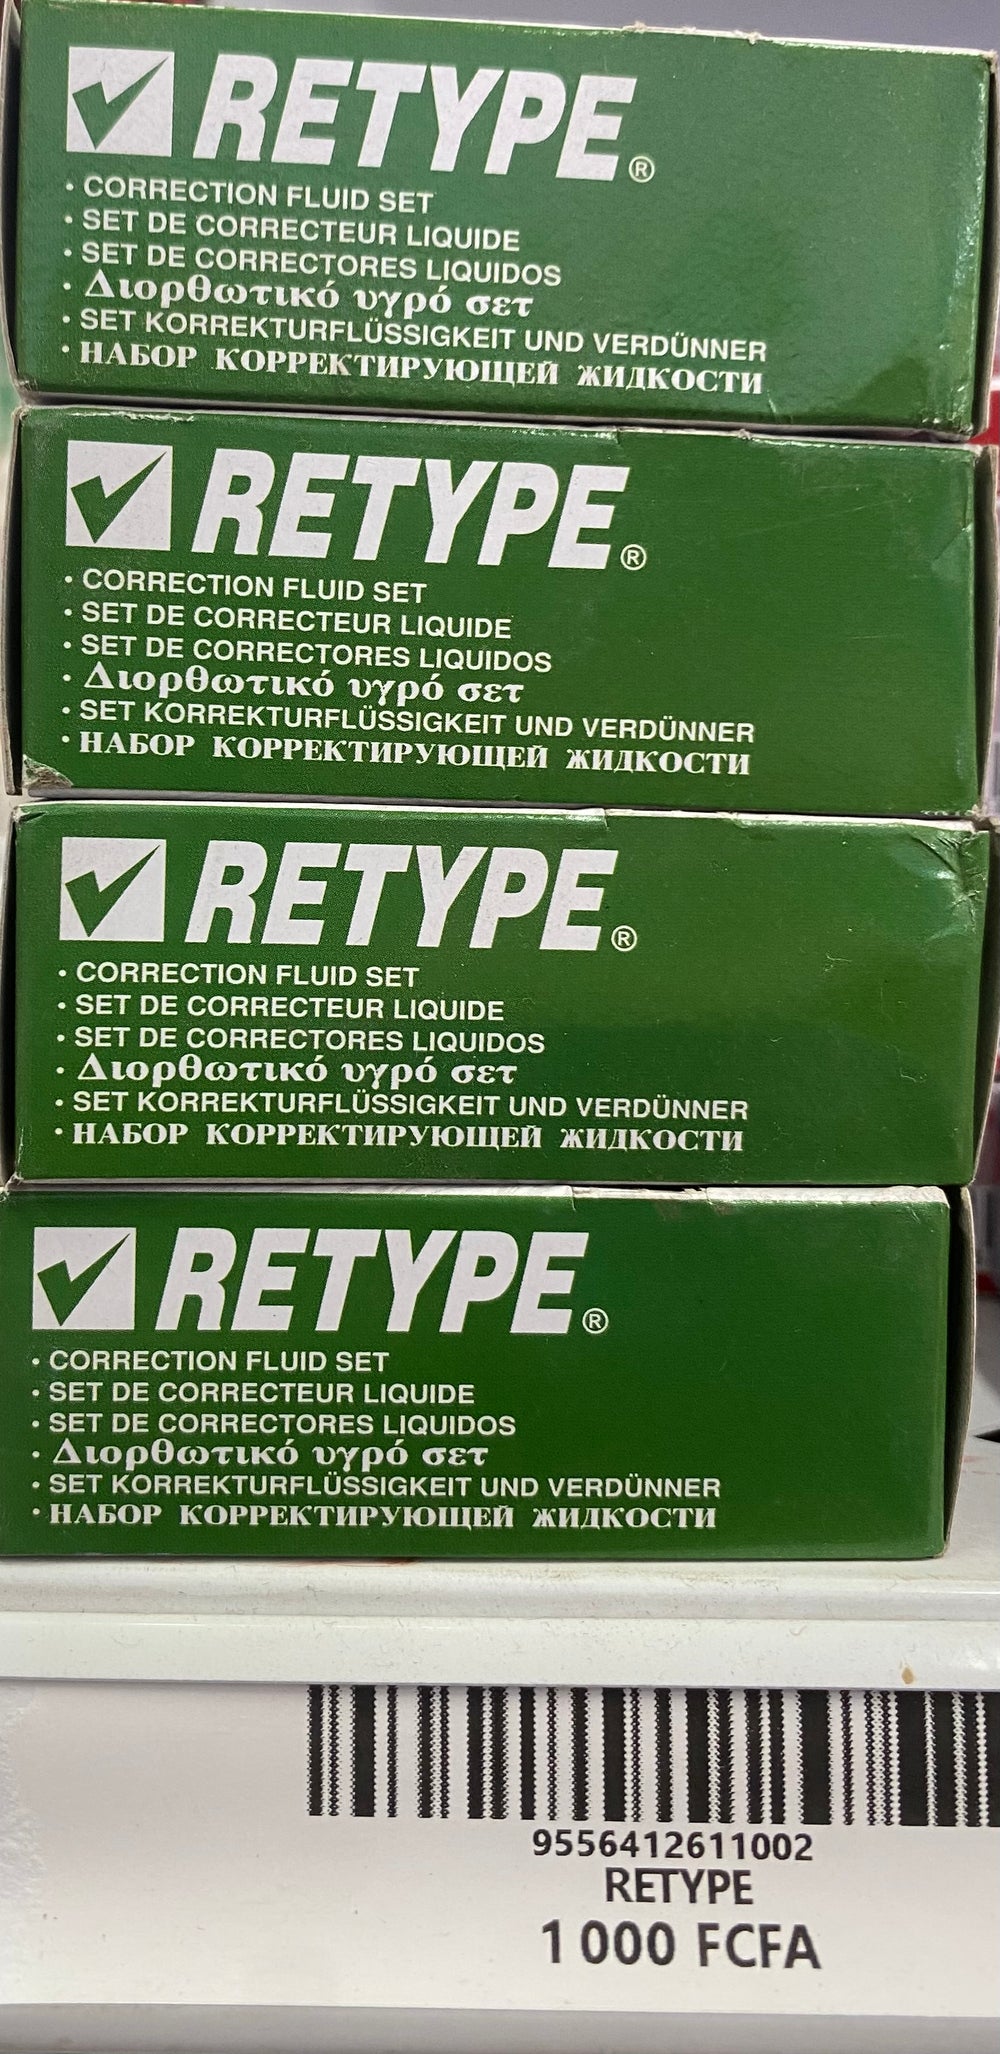 RETYPE®
• CORRECTION FLUID SET
• SET DE CORRECTEUR LIQUIDE
• SET DE CORRECTORES LIQUIDOS
• Διορθωτικό υγρό σετ
• SET KORREKTURFLÜSSIGKEIT UND VERDÜNNER
• НАБОР КОРРЕКТИРУЮЩЕЙ ЖИДКОСТИ
RETYPE®
• CORRECTION FLUID SET
• SET DE CORRECTEUR LIQUIDE
• SET DE CORRECTORES LIQUIDOS
• Διορθωτικό υγρό σετ
• SET KORREKTURFLÜSSIGKEIT UND VERDÜNNER
• НАБОР КОРРЕКТИРУЮЩЕЙ ЖИДКОСТИ
RETYPE®
• CORRECTION FLUID SET
• SET DE CORRECTEUR LIQUIDE
• SET DE CORRECTORES LIQUIDOS
• Διορθωτικό υγρό σετ
• SET KORREKTURFLÜSSIGKEIT UND VERDÜNNER
• НАБОР КОРРЕКТИРУЮЩЕЙ ЖИДКОСТИ
RETYPE®
• CORRECTION FLUID SET
• SET DE CORRECTEUR LIQUIDE
• SET DE CORRECTORES LIQUIDOS
• Διορθωτικό υγρό σετ
• SET KORREKTURFLÜSSIGKEIT UND VERDÜNNER
• НАБОР КОРРЕКТИРУЮЩЕЙ ЖИДКОСТИ
9556412611002
RETYPE
1 000 FCFA